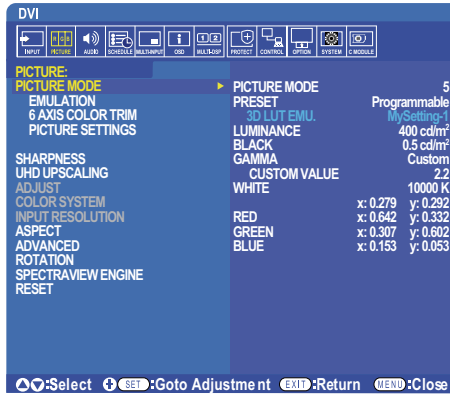 DVI
INPUT PICTURE AUDIO SCHEDULE MULTI-INPUT OSD MULTI-DSP PROTECT CONTROL OPTION SYSTEM C MODULE
PICTURE:
PICTURE MODE
EMULATION
6 AXIS COLOR TRIM
PICTURE SETTINGS
SHARPNESS
UHD UPSCALING
ADJUST
COLOR SYSTEM
INPUT RESOLUTION
ASPECT
ADVANCED
ROTATION
SPECTRAVIEW ENGINE
RESET
PICTURE MODE 5
PRESET Programmable
3D LUT EMU. MySetting-1
LUMINANCE 400 cd/m²
BLACK 0.5 cd/m²
GAMMA Custom
CUSTOM VALUE 2.2
WHITE 10000 K
x: 0.279 y: 0.292
RED x: 0.642 y: 0.332
GREEN x: 0.307 y: 0.602
BLUE x: 0.153 y: 0.053
:Select SET :Goto Adjustment EXIT :Return MENU :Close